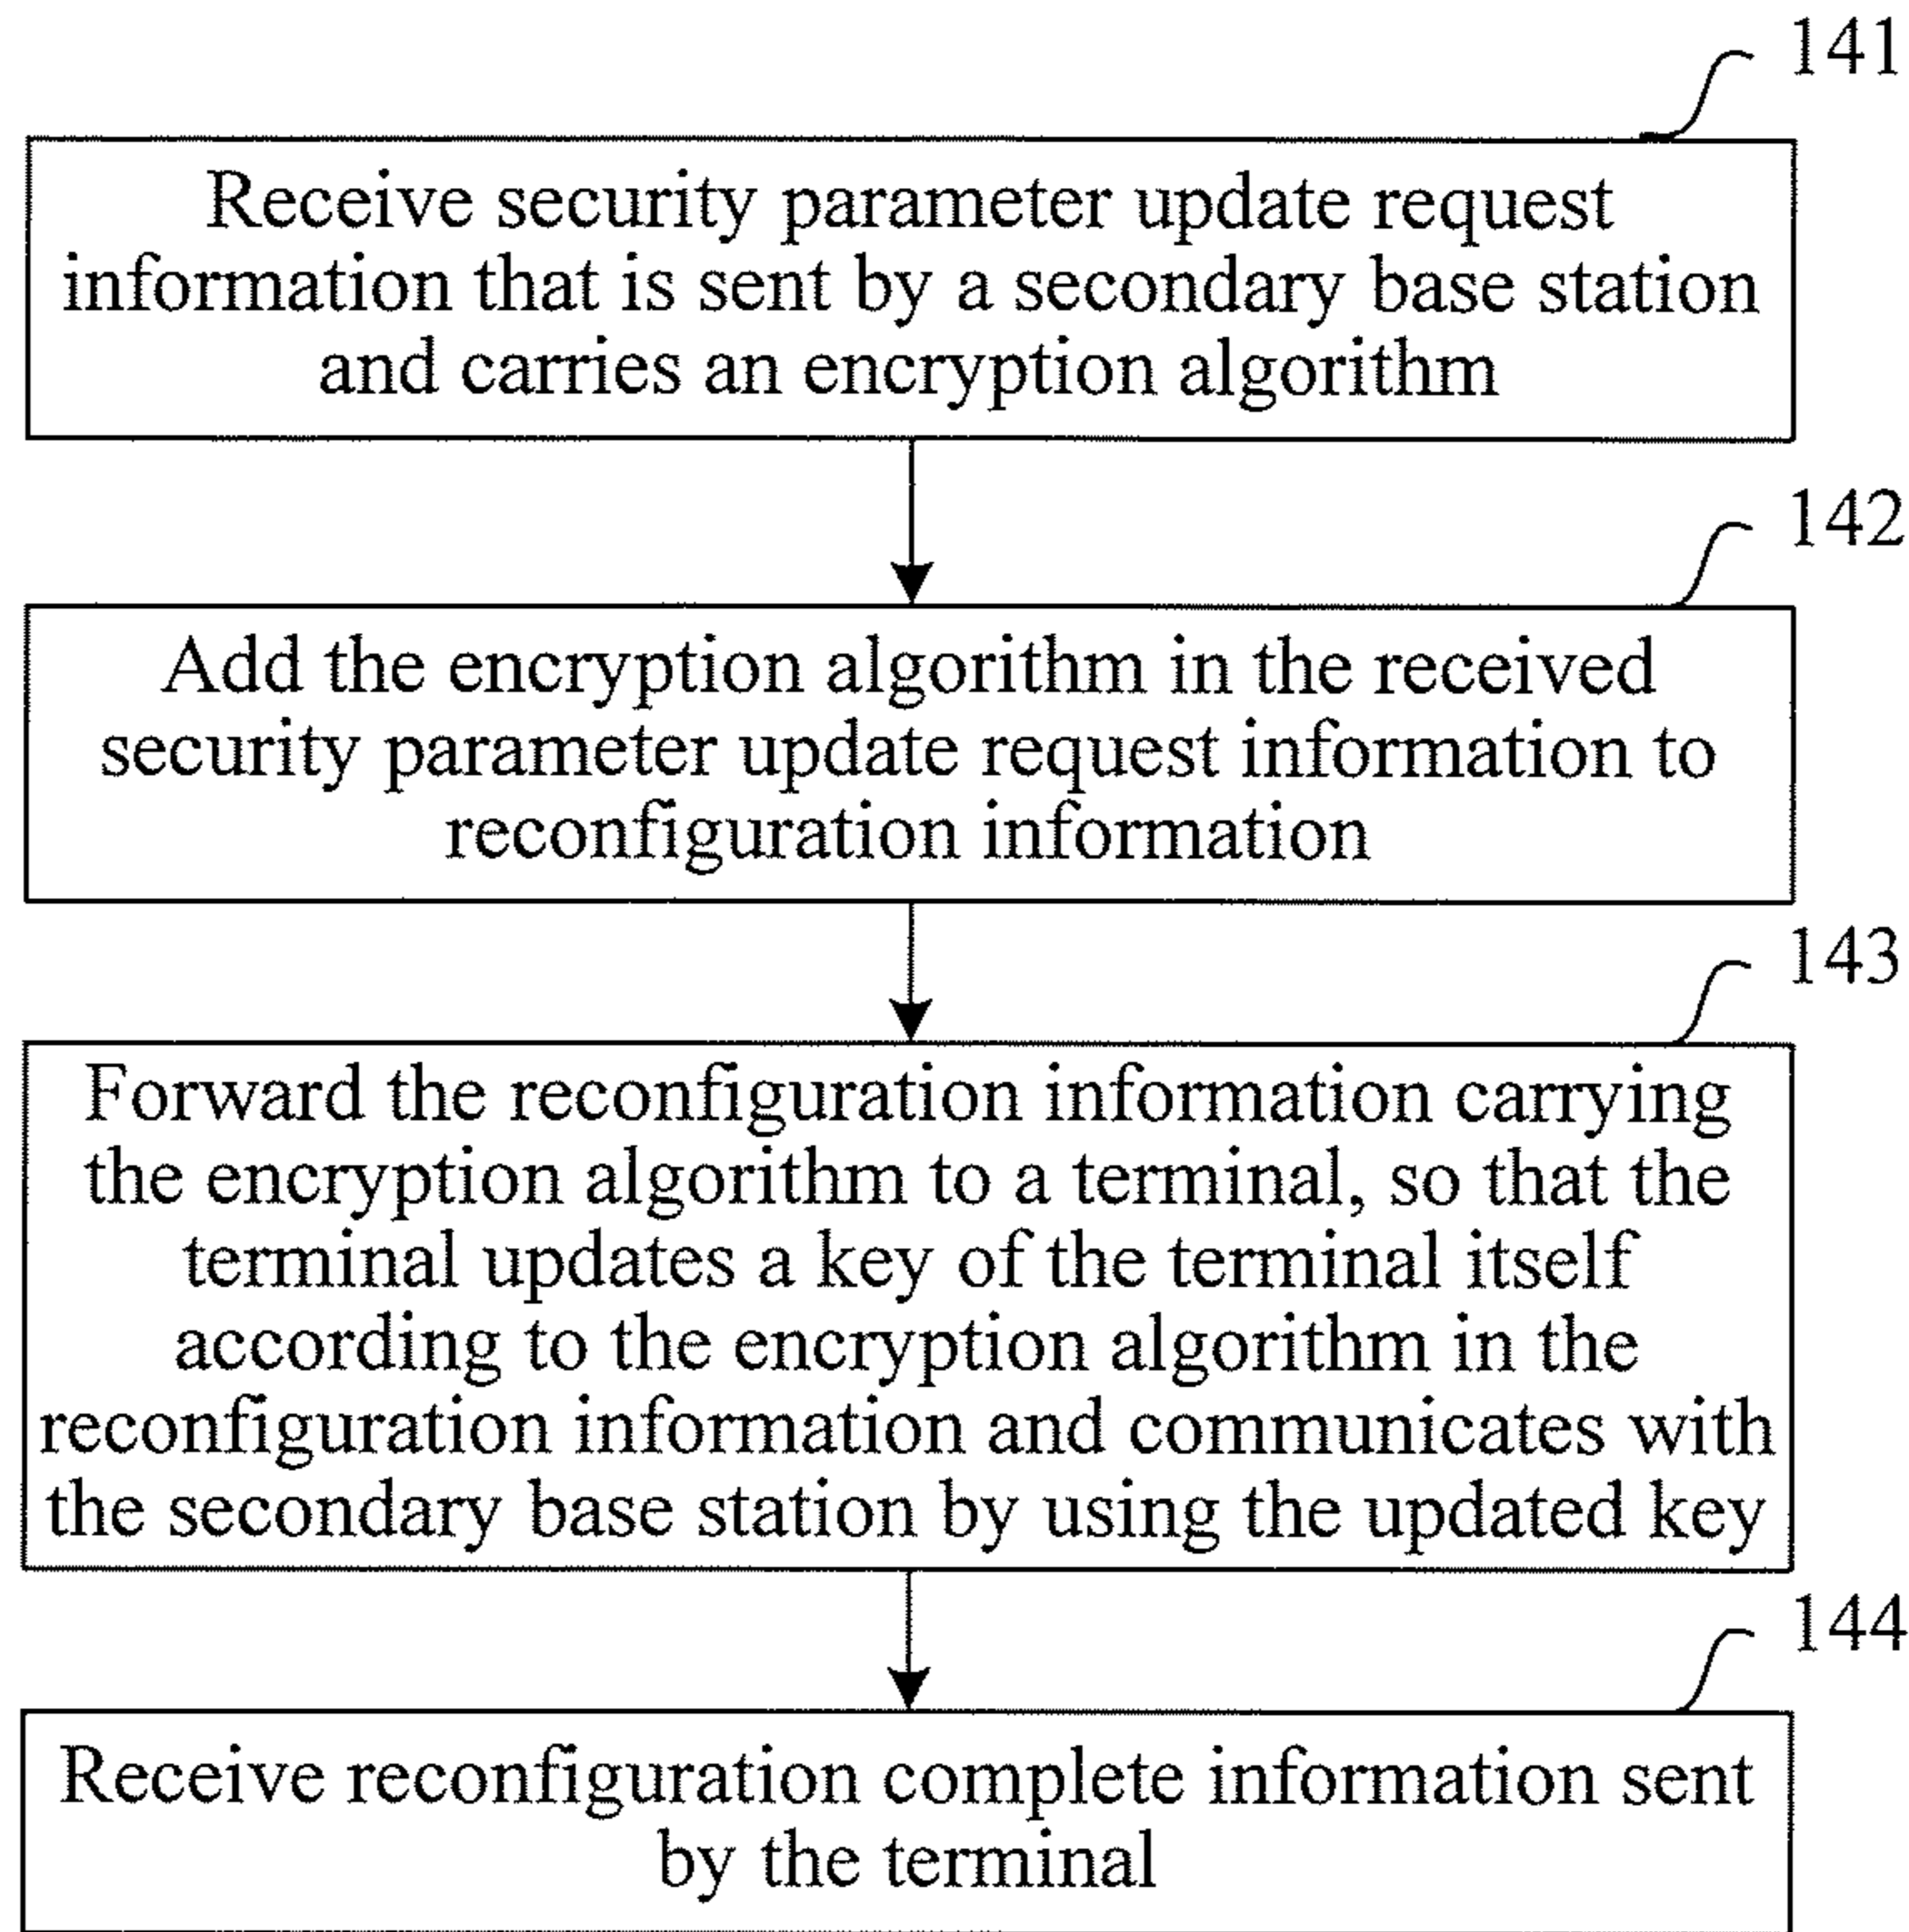 141
Receive security parameter update request
information that is sent by a secondary base station
and carries an encryption algorithm
142
Add the encryption algorithm in the received
security parameter update request information to
reconfiguration information
143
Forward the reconfiguration information carrying
the encryption algorithm to a terminal, so that the
terminal updates a key of the terminal itself
according to the encryption algorithm in the
reconfiguration information and communicates with
the secondary base station by using the updated key
144
Receive reconfiguration complete information sent
by the terminal